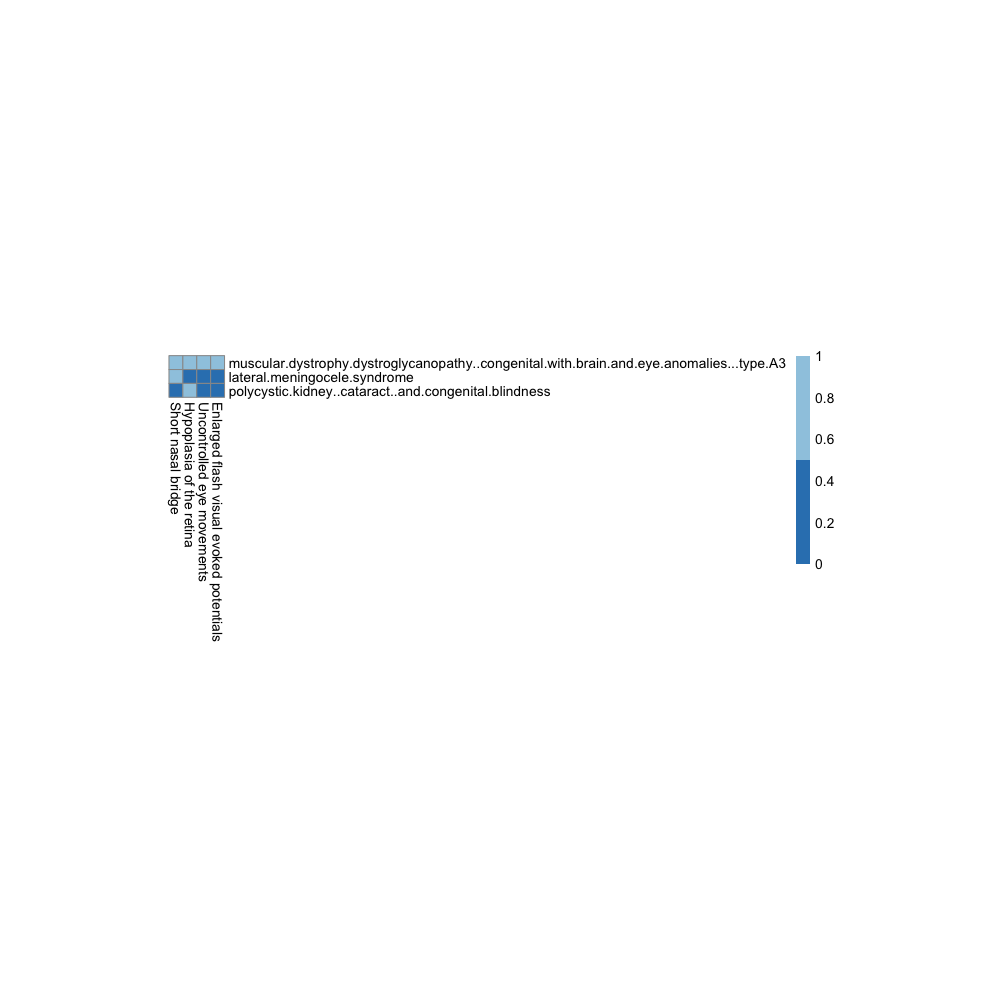 muscular.dystrophy.dystroglycanopathy..congenital.with.brain.and.eye.anomalies...type.A3
lateral.meningocele.syndrome
polycystic.kidney..cataract..and.congenital.blindness
Short nasal bridge
Hypoplasia of the retina
Uncontrolled eye movements
Enlarged flash visual evoked potentials
1
0.8
0.6
0.4
0.2
0